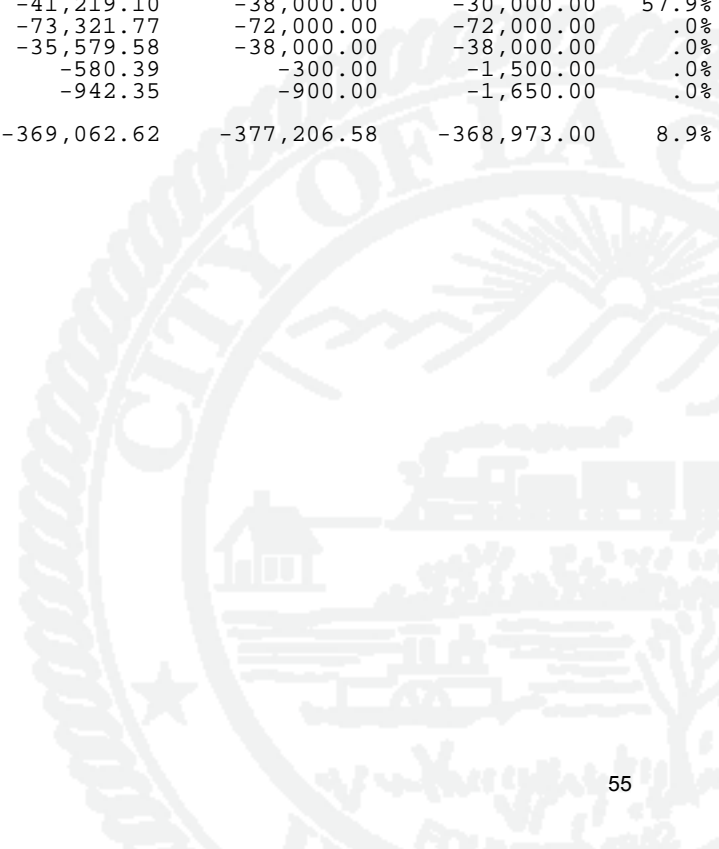 -41,219.10 -38,000.00 -30,000.00 57.9%
-73,321.77 -72,000.00 -72,000.00 .0%
-35,579.58 -38,000.00 -38,000.00 .0%
-580.39 -300.00 -1,500.00 .0%
-942.35 -900.00 -1,650.00 .0%
-369,062.62 -377,206.58 -368,973.00 8.9%
CITY OF LA C
55